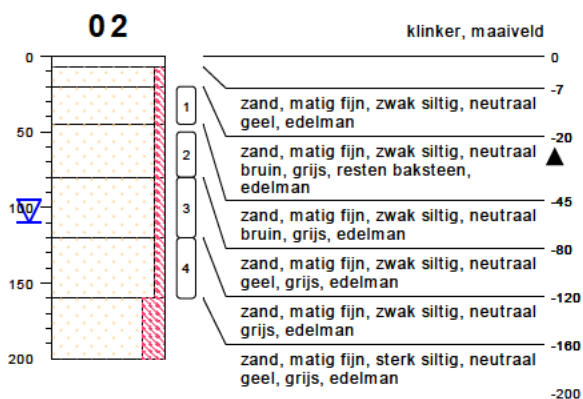 02
klinker, maaiveld
0
0
-7
zand, matig fijn, zwak siltig, neutraal
geel, edelman
1
-20
zand, matig fijn, zwak siltig, neutraal
bruin, grijs, resten baksteen,
edelman
50
2
-45
zand, matig fijn, zwak siltig, neutraal
bruin, grijs, edelman
100
3
-80
zand, matig fijn, zwak siltig, neutraal
geel, grijs, edelman
4
-120
150
zand, matig fijn, zwak siltig, neutraal
grijs, edelman
-160
200
zand, matig fijn, sterk siltig, neutraal
geel, grijs, edelman
-200